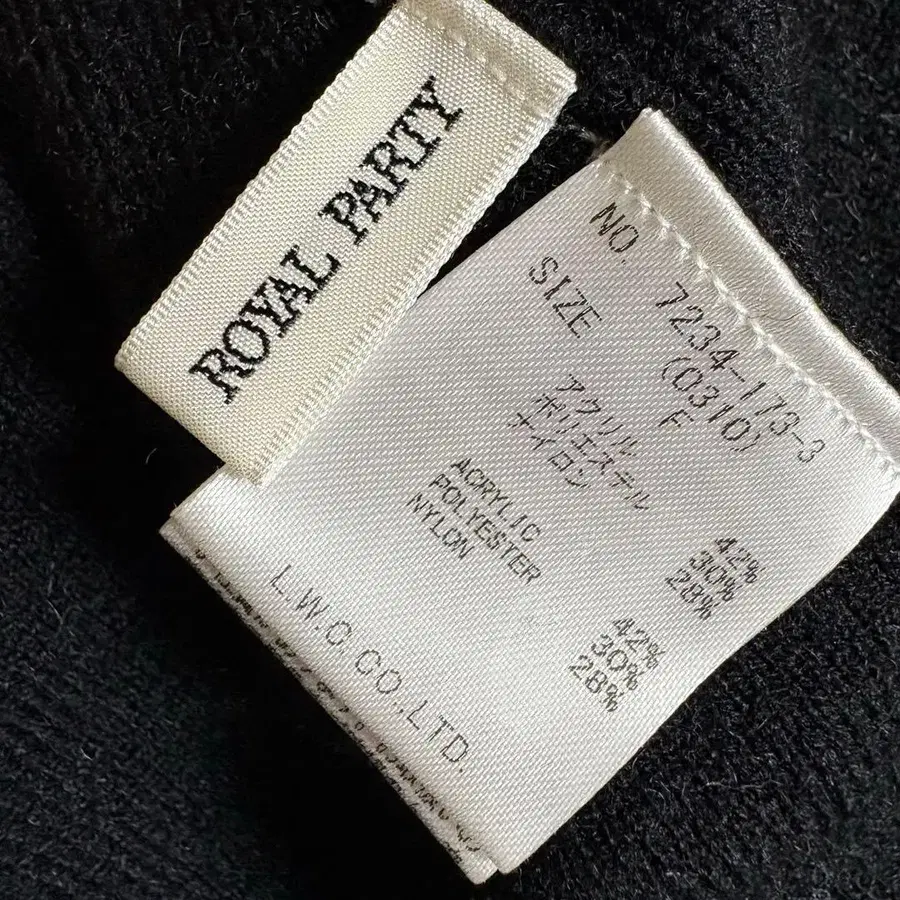 ROYAL PARTY
NO. 7234-173-3
(0310)
SIZE F
アクリル 42%
ポリエステル 30%
ナイロン 28%
ACRYLIC 42%
POLYESTER 30%
NYLON 28%
L.W.C.CO.,LTD.